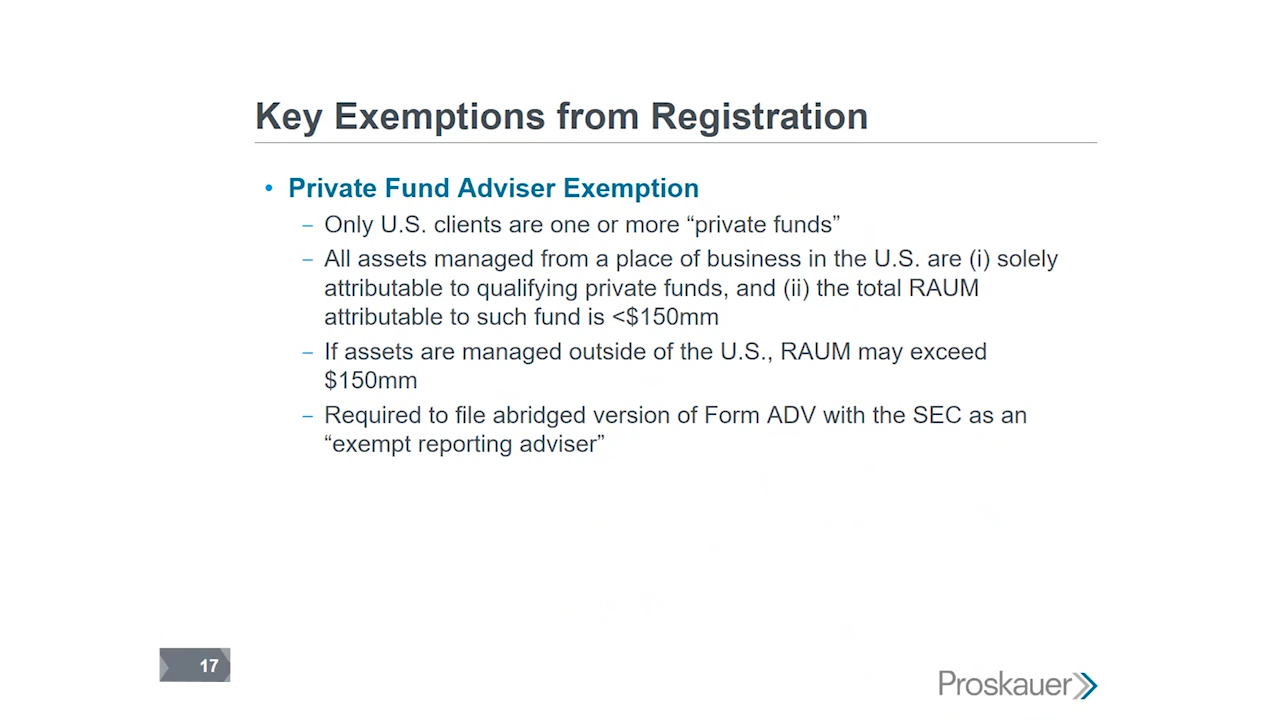 Key Exemptions from Registration
• Private Fund Adviser Exemption
– Only U.S. clients are one or more “private funds”
– All assets managed from a place of business in the U.S. are (i) solely
attributable to qualifying private funds, and (ii) the total RAUM
attributable to such fund is <$150mm
– If assets are managed outside of the U.S., RAUM may exceed
$150mm
– Required to file abridged version of Form ADV with the SEC as an
“exempt reporting adviser”
17
Proskauer